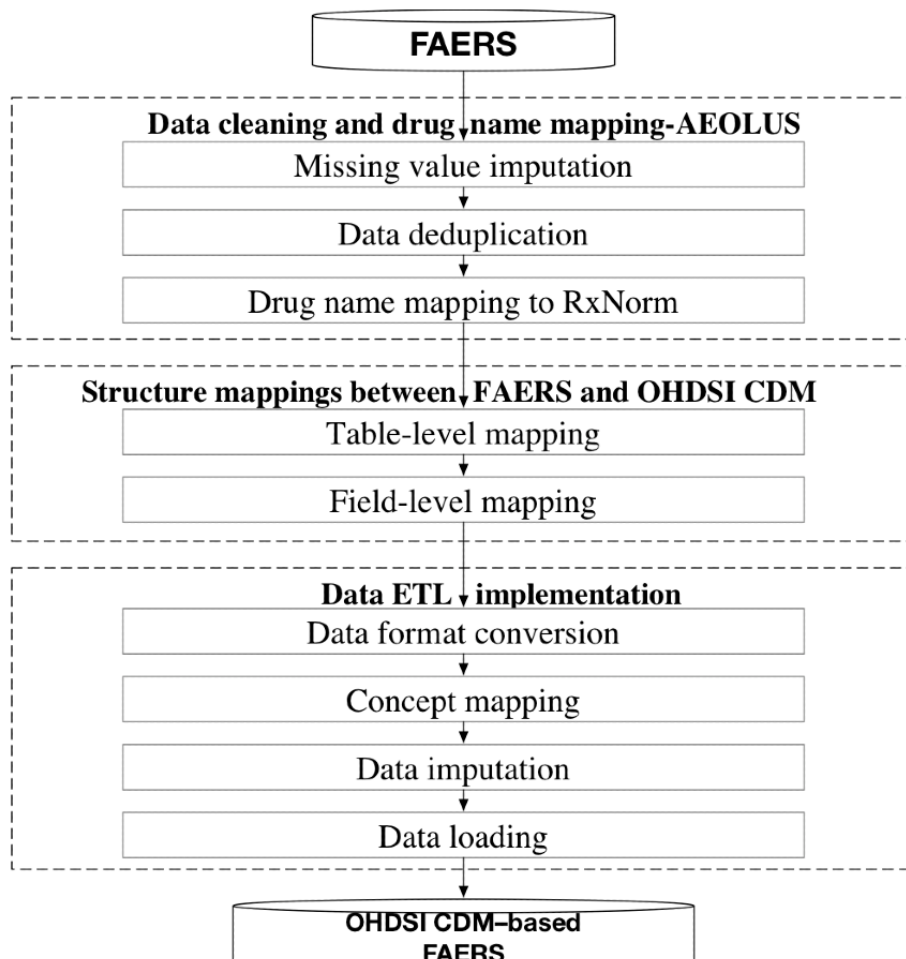 FAERS
Data cleaning and drug name mapping-AEOLUS
Missing value imputation
Data deduplication
Drug name mapping to RxNorm
Structure mappings between FAERS and OHDSI CDM
Table-level mapping
Field-level mapping
Data ETL implementation
Data format conversion
Concept mapping
Data imputation
Data loading
OHDSI CDM–based
FAERS